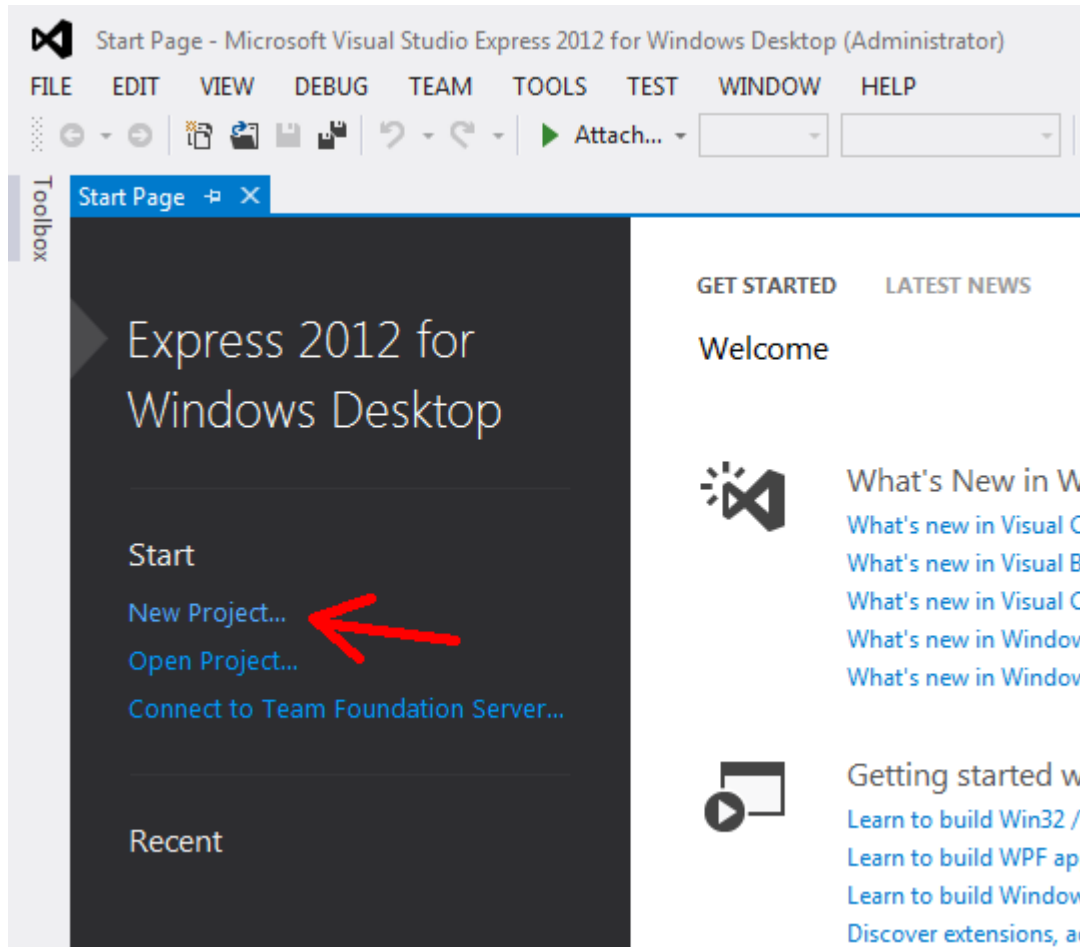 Start Page - Microsoft Visual Studio Express 2012 for Windows Desktop (Administrator)
FILE EDIT VIEW DEBUG TEAM TOOLS TEST WINDOW HELP
Attach...
Toolbox
Start Page
Express 2012 for
Windows Desktop
Start
New Project...
Open Project...
Connect to Team Foundation Server...
Recent
GET STARTED LATEST NEWS
Welcome
What's New in
What's new in Visual
What's new in Visual
What's new in Visual
What's new in
What's new in
Getting started
Learn to build Win32 /
Learn to build WPF
Learn to build
Discover extensions,